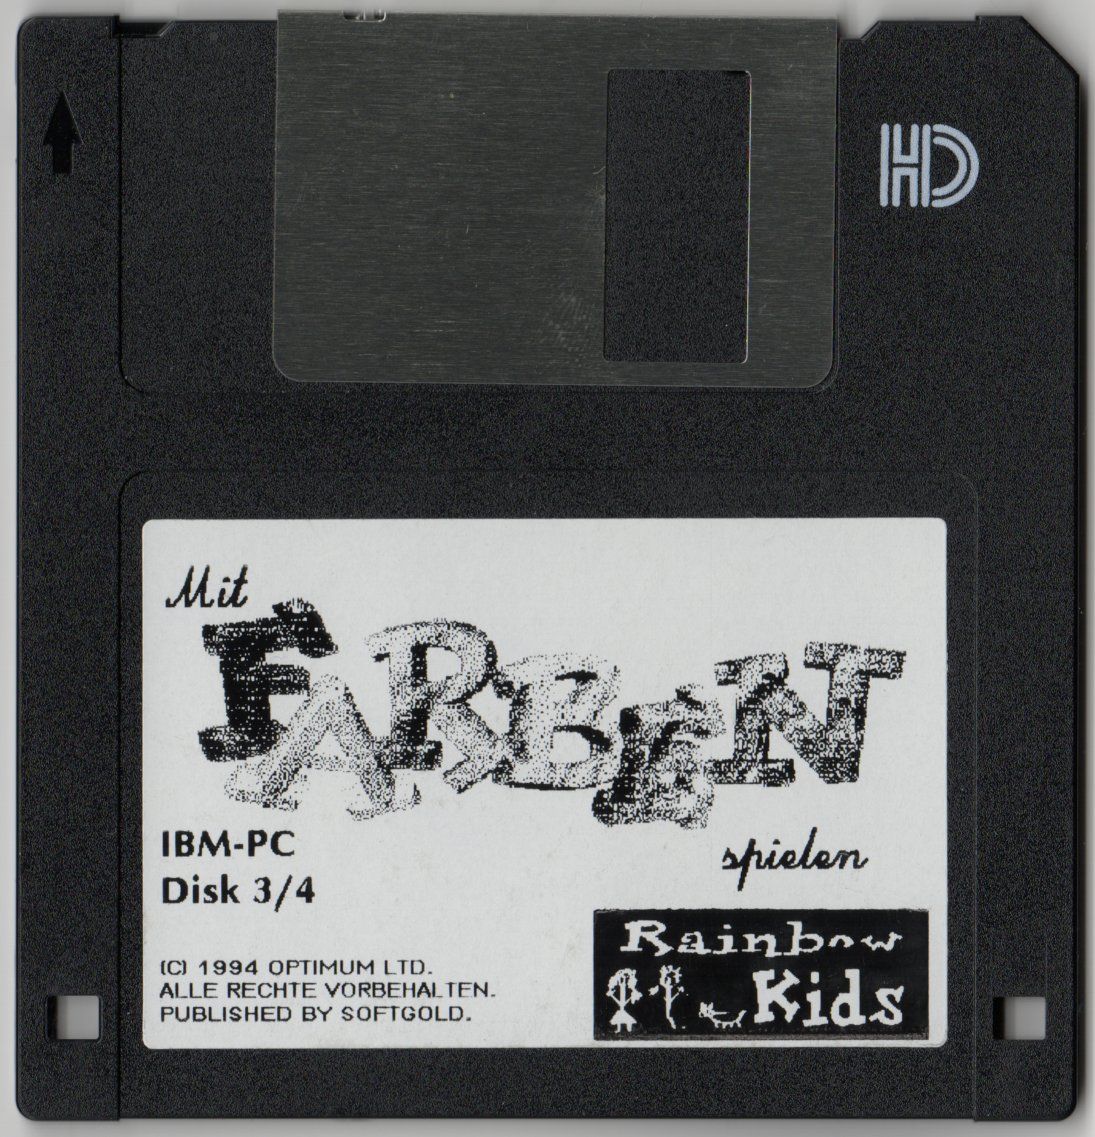 HD
Mit
FARBEN
spielen
IBM-PC
Disk 3/4
(C) 1994 OPTIMUM LTD.
ALLE RECHTE VORBEHALTEN.
PUBLISHED BY SOFTGOLD.
Rainbow
Kids